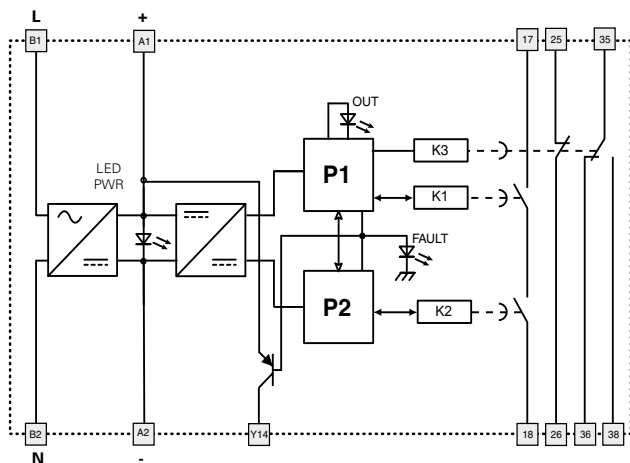 L +
B1 A1 17 25 35
OUT
LED
PWR
P1
K3
K1
FAULT
P2
K2
B2 A2 Y14 18 26 36 38
N -